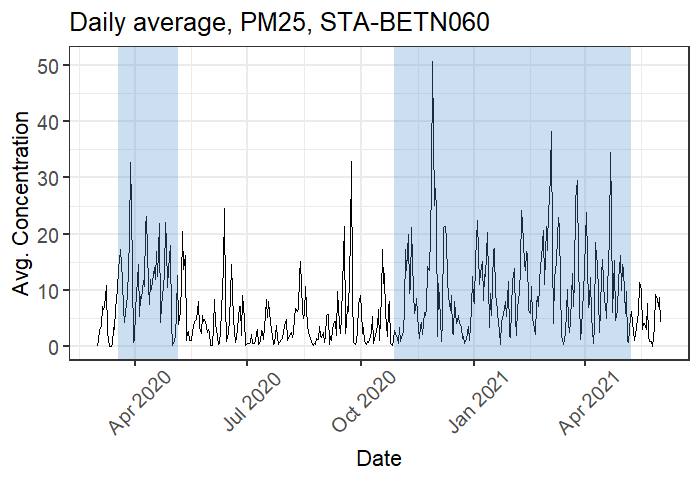 Daily average, PM25, STA-BETN060
Avg. Concentration
50
40
30
20
10
0
Apr 2020
Jul 2020
Oct 2020
Jan 2021
Apr 2021
Date